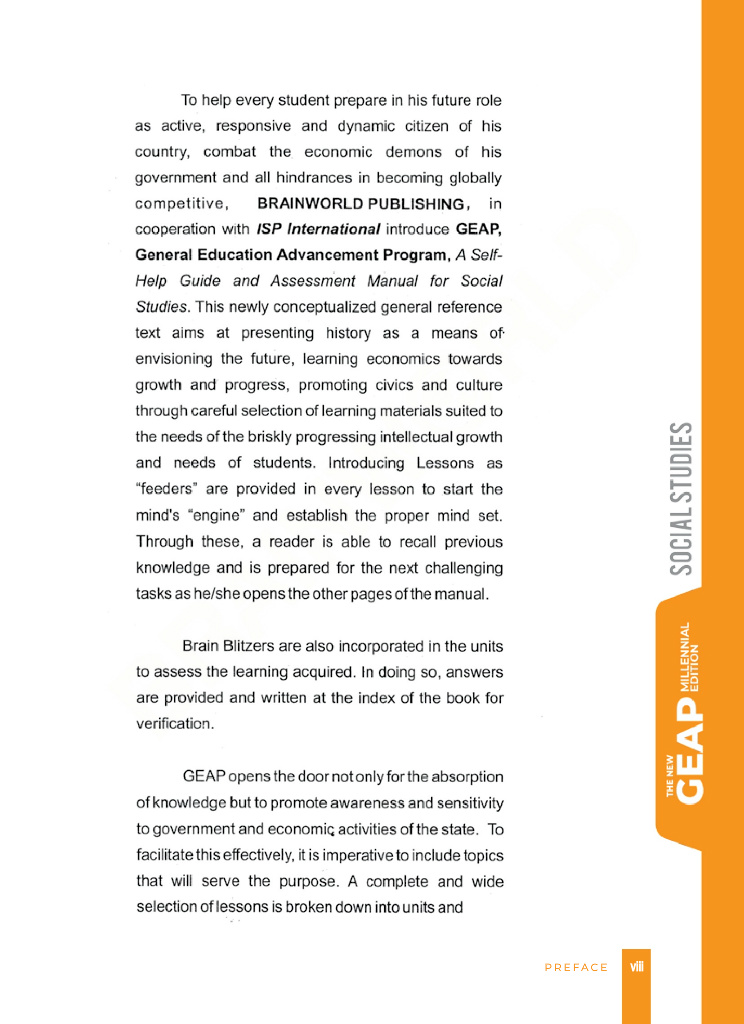 To help every student prepare in his future role
as active, responsive and dynamic citizen of his
country, combat the economic demons of his
government and all hindrances in becoming globally
competitive, BRAINWORLD PUBLISHING, in
cooperation with ISP International introduce GEAP,
General Education Advancement Program, A Self-
Help Guide and Assessment Manual for Social
Studies. This newly conceptualized general reference
text aims at presenting history as a means of
envisioning the future, learning economics towards
growth and progress, promoting civics and culture
through careful selection of learning materials suited to
the needs of the briskly progressing intellectual growth
and needs of students. Introducing Lessons as
“feeders” are provided in every lesson to start the
mind's “engine” and establish the proper mind set.
Through these, a reader is able to recall previous
knowledge and is prepared for the next challenging
tasks as he/she opens the other pages of the manual.
Brain Blitzers are also incorporated in the units
to assess the learning acquired. In doing so, answers
are provided and written at the index of the book for
verification.
GEAP opens the door not only for the absorption
of knowledge but to promote awareness and sensitivity
to government and economic activities of the state. To
facilitate this effectively, it is imperative to include topics
that will serve the purpose. A complete and wide
selection of lessons is broken down into units and
SOCIAL STUDIES
THE NEW
GEAP
MILLENNIAL
EDITION
PREFACE
viii